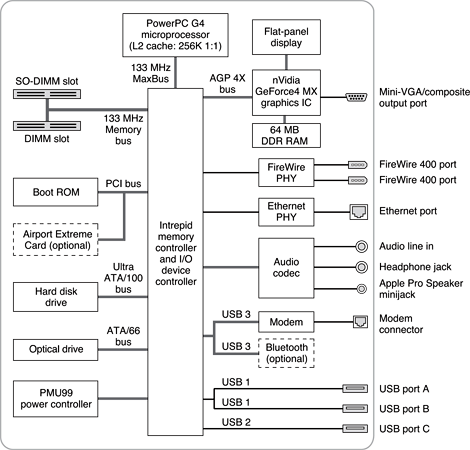 PowerPC G4
microprocessor
(L2 cache: 256K 1:1)
Flat-panel
display
133 MHz
MaxBus
AGP 4X
bus
nVidia
GeForce4 MX
graphics IC
Mini-VGA/composite
output port
SO-DIMM slot
DIMM slot
133 MHz
Memory
bus
64 MB
DDR RAM
FireWire
PHY
FireWire 400 port
FireWire 400 port
Boot ROM
PCI bus
Ethernet
PHY
Ethernet port
Airport Extreme
Card (optional)
Intrepid
memory
controller
and I/O
device
controller
Audio
codec
Audio line in
Headphone jack
Apple Pro Speaker
minijack
Ultra
ATA/100
bus
Hard disk
drive
USB 3
Modem
Modem
connector
ATA/66
bus
Optical drive
USB 3
Bluetooth
(optional)
PMU99
power controller
USB 1
USB port A
USB 1
USB port B
USB 2
USB port C